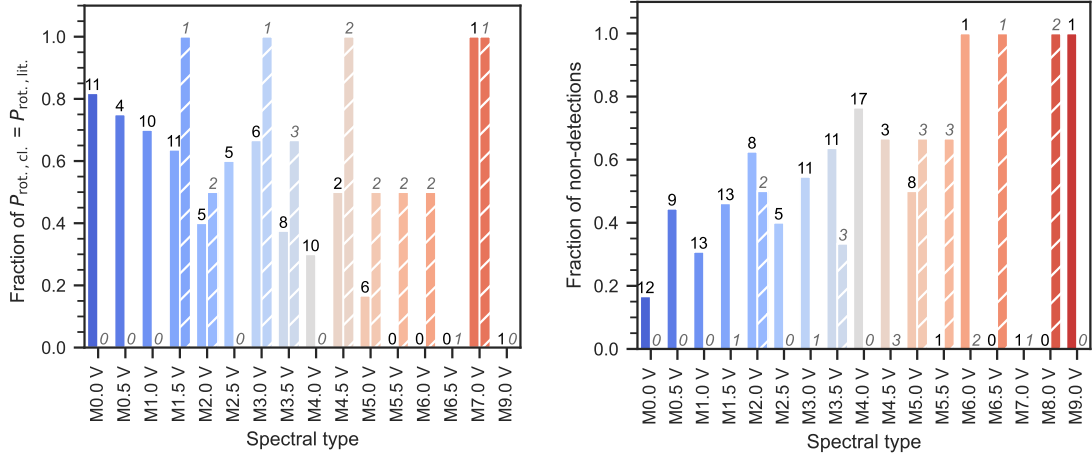 Fraction of P_rot., cl. = P_rot., lit.
1.0
0.8
0.6
0.4
0.2
0.0
11 0 4 0 10 0 11 1 5 2 5 0 6 1 8 3 10 0 2 2 6 2 0 2 0 2 0 1 1 1 1 0
M0.0 V
M0.5 V
M1.0 V
M1.5 V
M2.0 V
M2.5 V
M3.0 V
M3.5 V
M4.0 V
M4.5 V
M5.0 V
M5.5 V
M6.0 V
M6.5 V
M7.0 V
M9.0 V
Spectral type
Fraction of non-detections
1.0
0.8
0.6
0.4
0.2
0.0
12 0 9 0 13 0 13 1 8 2 5 0 11 1 11 3 17 0 3 3 8 3 1 3 1 2 0 1 1 1 0 2 1 0
M0.0 V
M0.5 V
M1.0 V
M1.5 V
M2.0 V
M2.5 V
M3.0 V
M3.5 V
M4.0 V
M4.5 V
M5.0 V
M5.5 V
M6.0 V
M6.5 V
M7.0 V
M8.0 V
M9.0 V
Spectral type